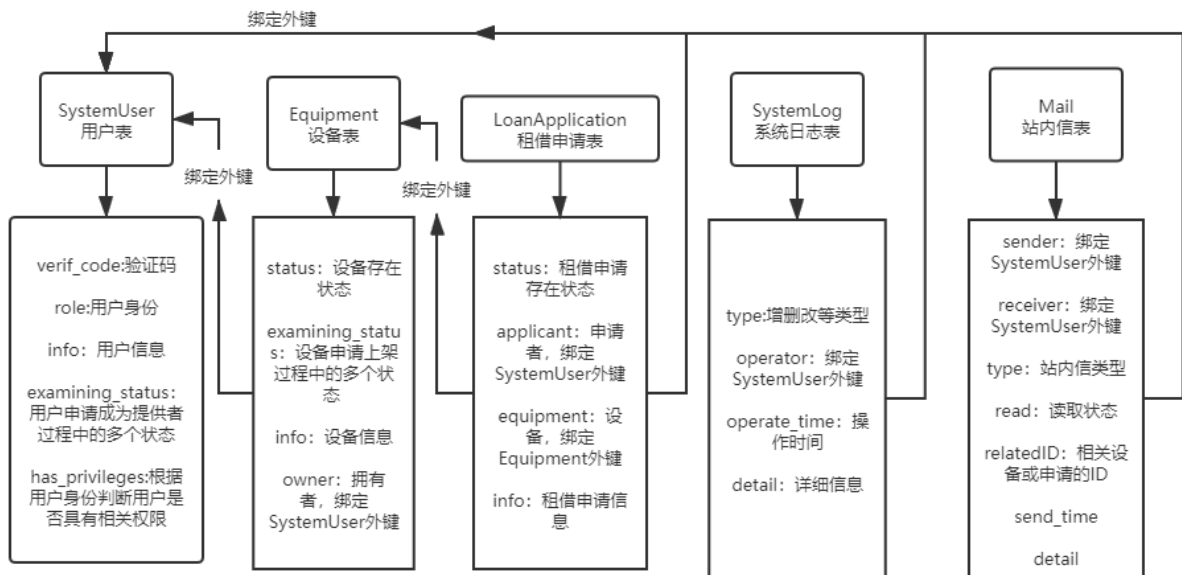 绑定外键
SystemUser
用户表
Equipment
设备表
LoanApplication
租借申请表
SystemLog
系统日志表
Mail
站内信表
绑定外键
绑定外键
verif_code:验证码
role:用户身份
info：用户信息
examining_status：
用户申请成为提供者
过程中的多个状态
has_privileges:根据
用户身份判断用户是
否具有相关权限
status：设备存在
状态
examining_statu
s：设备申请上架
过程中的多个状
态
info：设备信息
owner：拥有
者，绑定
SystemUser外键
status：租借申请
存在状态
applicant：申请
者，绑定
SystemUser外键
equipment：设
备，绑定
Equipment外键
info：租借申请信
息
type:增删改等类型
operator：绑定
SystemUser外键
operate_time：操
作时间
detail：详细信息
sender：绑定
SystemUser外键
receiver：绑定
SystemUser外键
type：站内信类型
read：读取状态
relatedID：相关设
备或申请的ID
send_time
detail